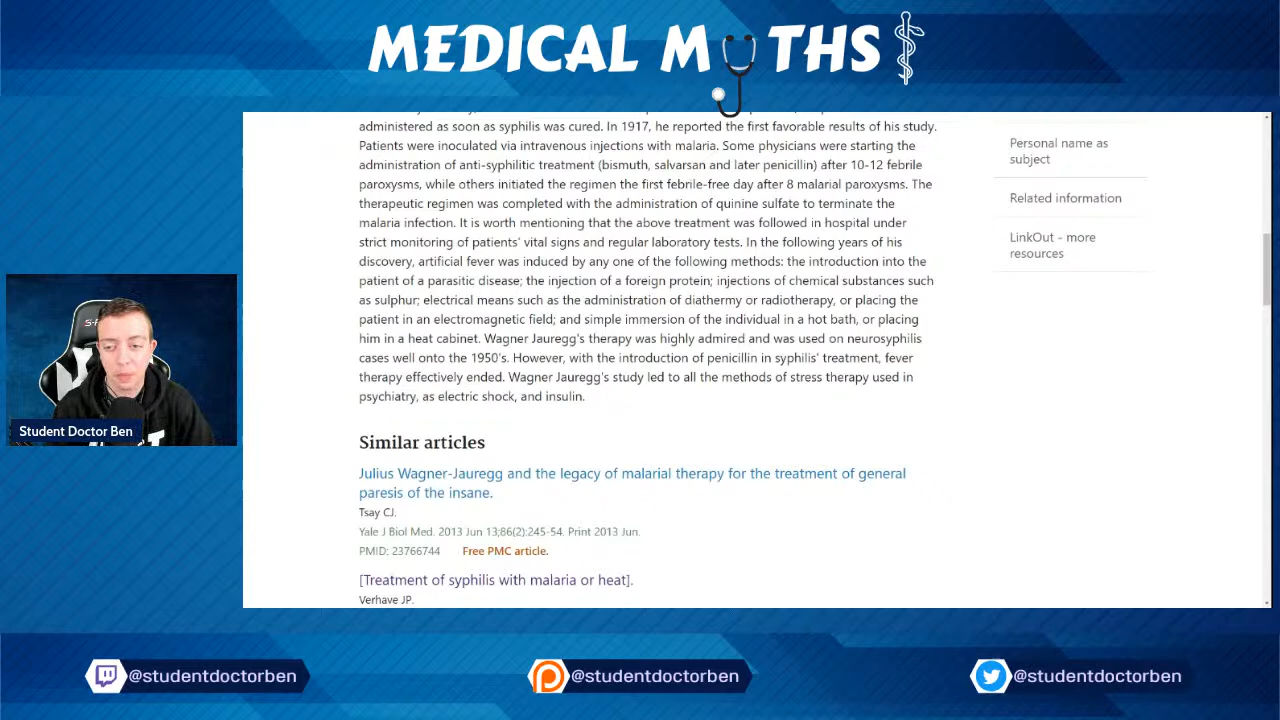 MEDICAL MYTHS
administered as soon as syphilis was cured. In 1917, he reported the first favorable results of his study.
Patients were inoculated via intravenous injections with malaria. Some physicians were starting the
administration of anti-syphilitic treatment (bismuth, salvarsan and later penicillin) after 10-12 febrile
paroxysms, while others initiated the regimen the first febrile-free day after 8 malarial paroxysms. The
therapeutic regimen was completed with the administration of quinine sulfate to terminate the
malaria infection. It is worth mentioning that the above treatment was followed in hospital under
strict monitoring of patients' vital signs and regular laboratory tests. In the following years of his
discovery, artificial fever was induced by any one of the following methods: the introduction into the
patient of a parasitic disease; the injection of a foreign protein; injections of chemical substances such
as sulphur; electrical means such as the administration of diathermy or radiotherapy, or placing the
patient in an electromagnetic field; and simple immersion of the individual in a hot bath, or placing
him in a heat cabinet. Wagner Jauregg's therapy was highly admired and was used on neurosyphilis
cases well onto the 1950's. However, with the introduction of penicillin in syphilis' treatment, fever
therapy effectively ended. Wagner Jauregg's study led to all the methods of stress therapy used in
psychiatry, as electric shock, and insulin.
Similar articles
Julius Wagner-Jauregg and the legacy of malarial therapy for the treatment of general
paresis of the insane.
Tsay CJ.
Yale J Biol Med. 2013 Jun 13;86(2):245-54. Print 2013 Jun.
PMID: 23766744 Free PMC article.
[Treatment of syphilis with malaria or heat].
Verhave JP.
Personal name as
subject
Related information
LinkOut - more
resources
Student Doctor Ben
@studentdoctorben
@studentdoctorben
@studentdoctorben